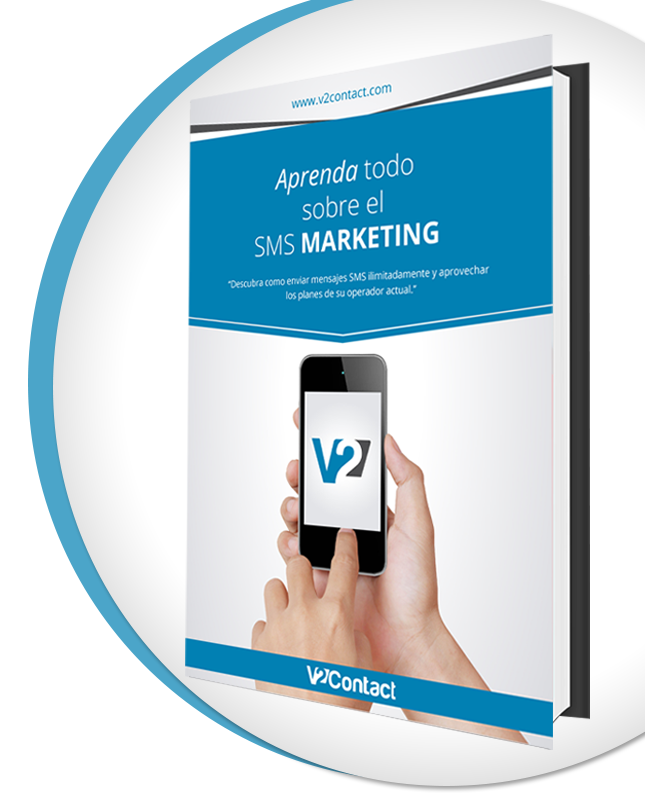 www.v2contact.com
Aprenda todo
sobre el
SMS MARKETING
"Descubra como enviar mensajes SMS ilimitadamente y aprovechar
los planes de su operador actual."
V2
V2Contact